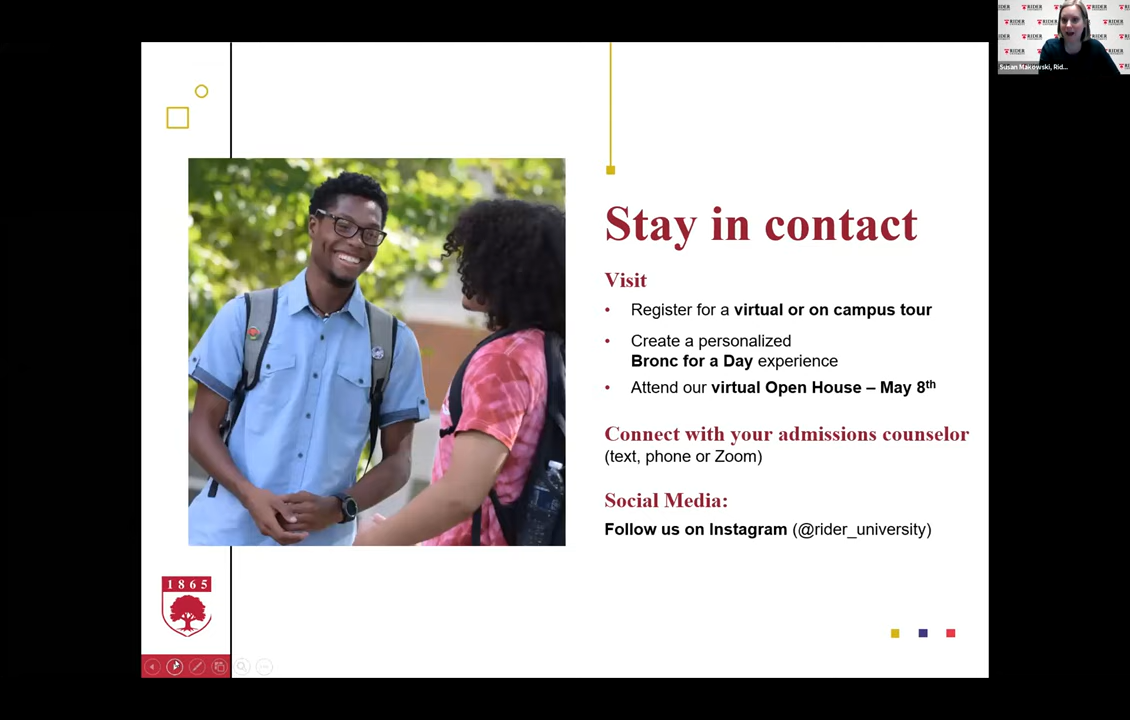 Stay in contact
Visit
• Register for a virtual or on campus tour
• Create a personalized
Bronc for a Day experience
• Attend our virtual Open House – May 8th
Connect with your admissions counselor
(text, phone or Zoom)
Social Media:
Follow us on Instagram (@rider_university)
1865
Susan Makowski, Rid...
RIDER